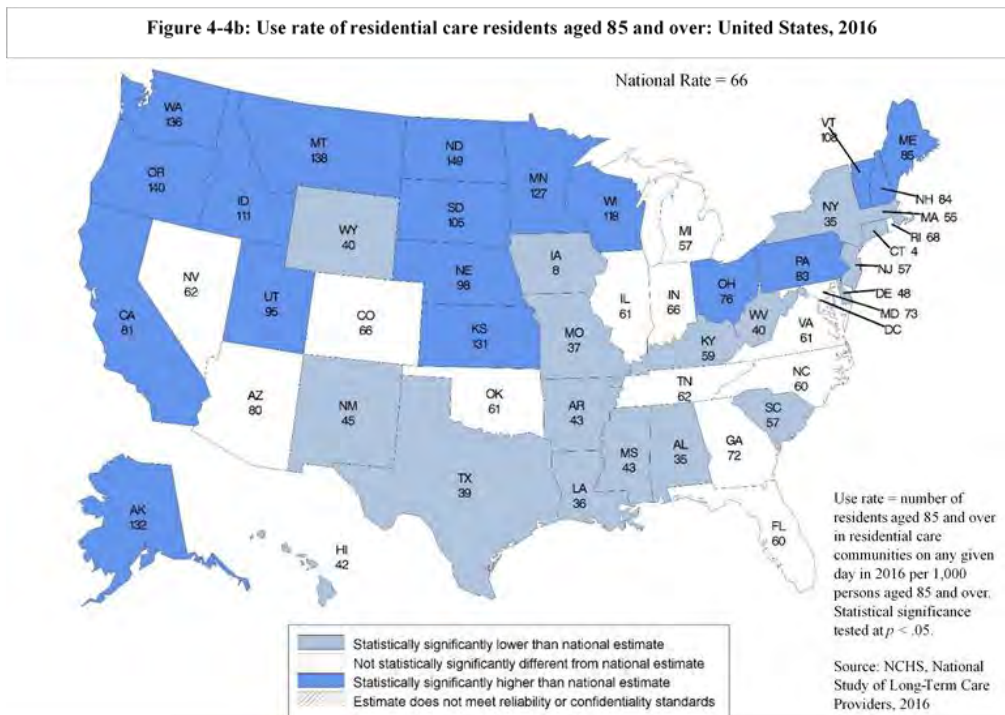 Figure 4-4b: Use rate of residential care residents aged 85 and over: United States, 2016
National Rate = 66
WA
136
MT
138
ND
149
MN
127
VT
108
ME
85
OR
140
ID
111
SD
105
WI
118
NH 84
MA 55
RI 68
CT 4
NJ 57
DE 48
MD 73
DC
NY
35
WY
40
MI
57
IA
8
NE
98
PA
83
NV
62
UT
95
CO
66
IL
61
IN
66
OH
76
WV
40
VA
61
CA
81
KS
131
MO
37
KY
59
NC
60
TN
62
AZ
80
NM
45
OK
61
AR
43
SC
57
MS
43
AL
35
GA
72
TX
39
LA
36
FL
60
AK
132
HI
42
Use rate = number of
residents aged 85 and over
in residential care
communities on any given
day in 2016 per 1,000
persons aged 85 and over.
Statistical significance
tested at p < .05.
Source: NCHS, National
Study of Long-Term Care
Providers, 2016
Statistically significantly lower than national estimate
Not statistically significantly different from national estimate
Statistically significantly higher than national estimate
Estimate does not meet reliability or confidentiality standards